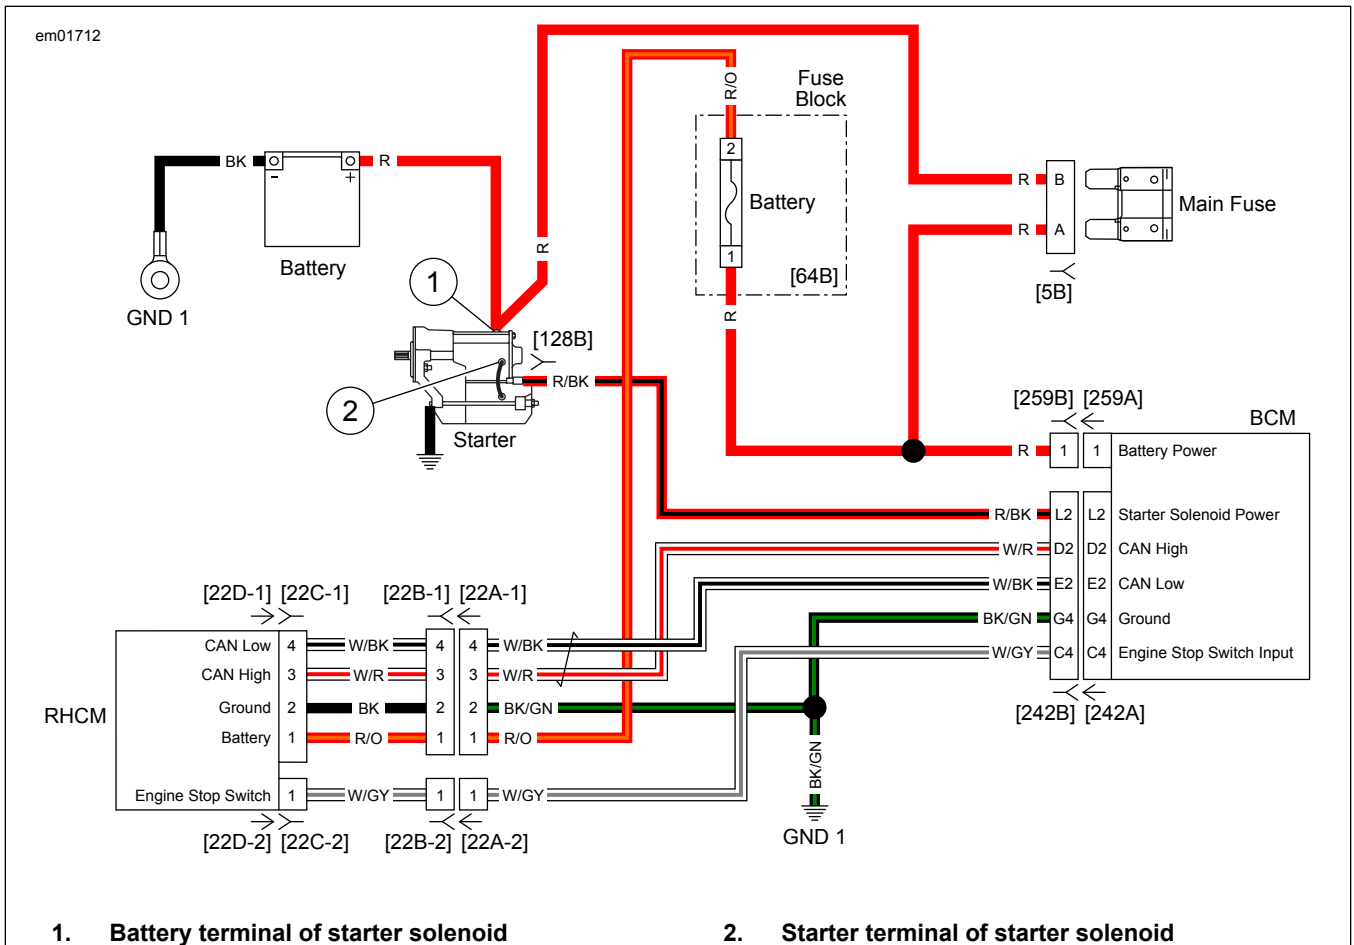 em01712
R/O
Fuse
Block
BK
R
2
R
B
- +
Battery
Main Fuse
R
A
R
Battery
1
[64B]
1
[5B]
GND 1
R
[128B]
R/BK
2
[259B] [259A]
BCM
Starter
R
1
1
Battery Power
R/BK
L2
L2
Starter Solenoid Power
W/R
D2
D2
CAN High
W/BK
E2
E2
CAN Low
[22D-1] [22C-1]
[22B-1] [22A-1]
BK/GN
G4
G4
Ground
CAN Low
4
W/BK
4
4
W/BK
W/GY
C4
C4
Engine Stop Switch Input
CAN High
3
W/R
3
3
W/R
RHCM
Ground
2
BK
2
2
BK/GN
[242B] [242A]
Battery
1
R/O
1
1
R/O
BK/GN
Engine Stop Switch
1
W/GY
1
1
W/GY
[22D-2] [22C-2]
[22B-2] [22A-2]
GND 1
1. Battery terminal of starter solenoid
2. Starter terminal of starter solenoid